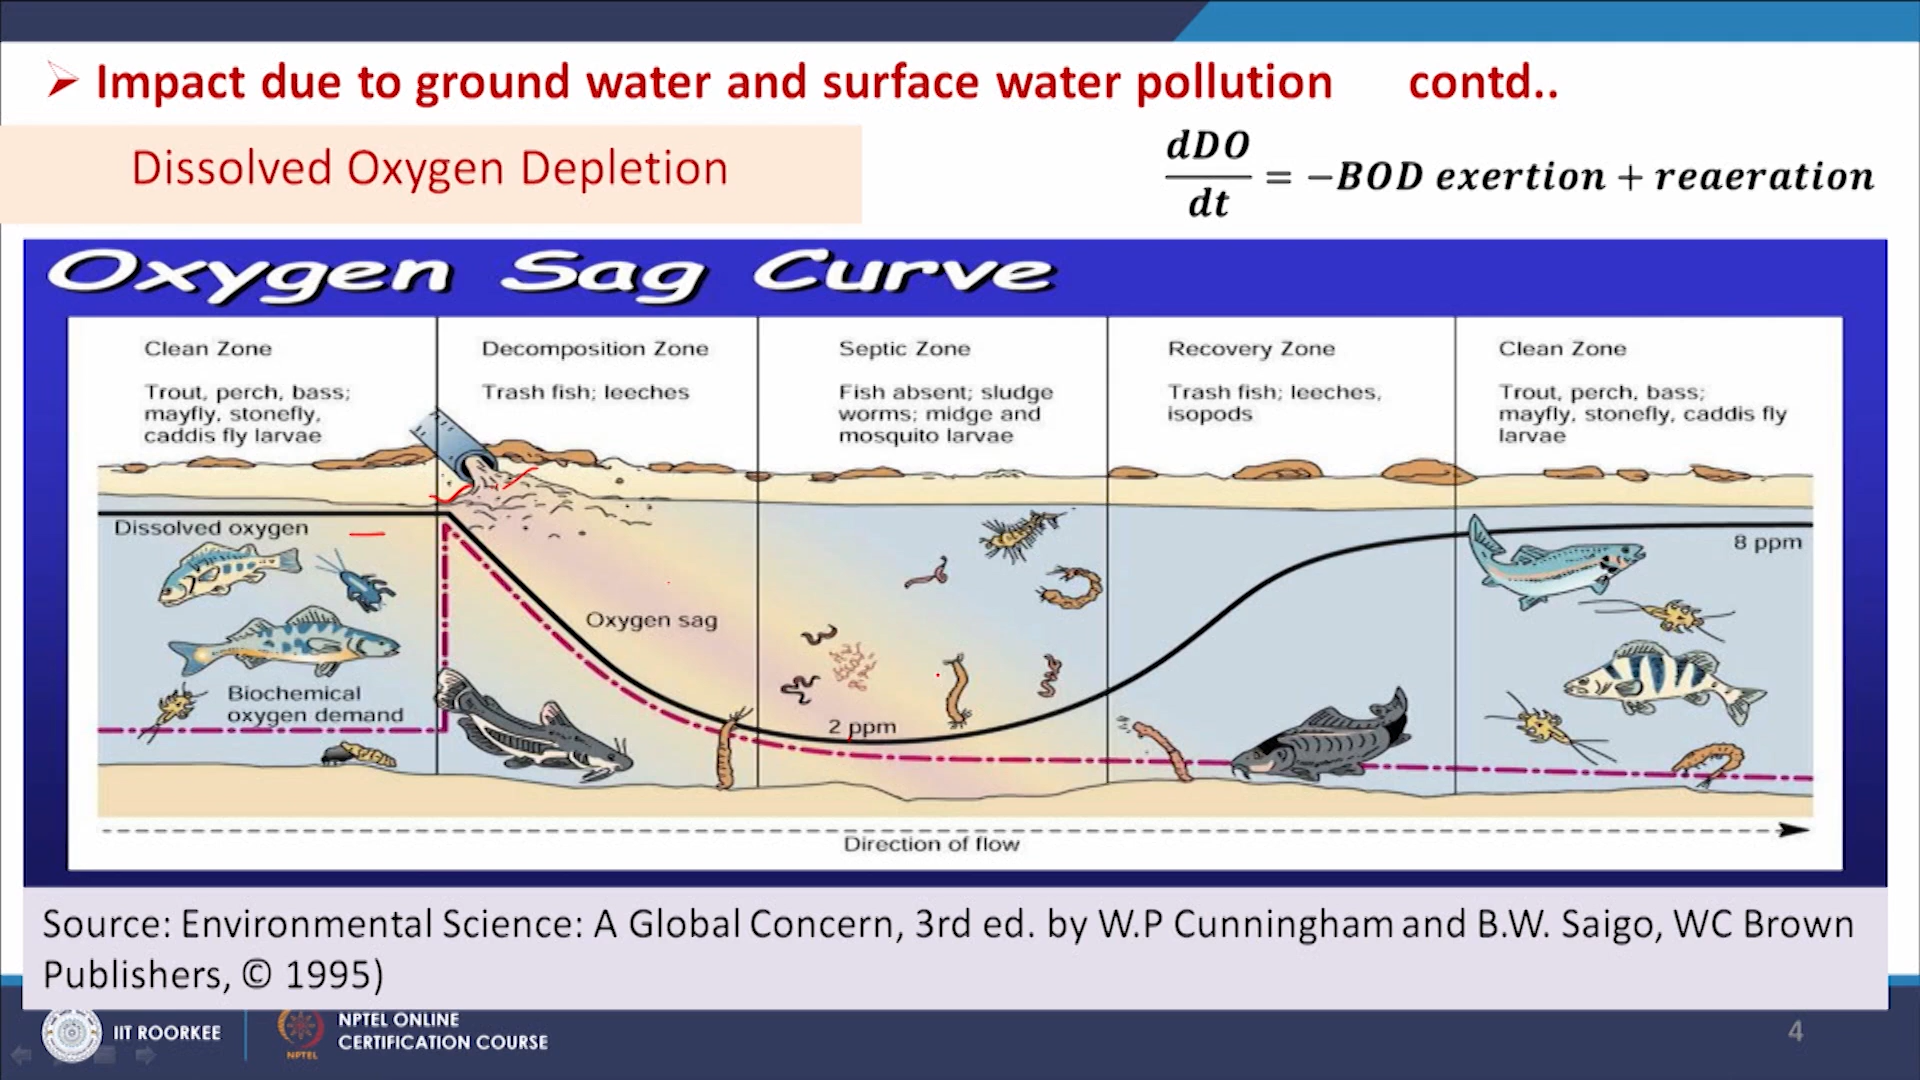 Impact due to ground water and surface water pollution contd..
Dissolved Oxygen Depletion
dDO
dt
= −BOD exertion + reaeration
Oxygen Sag Curve
Clean Zone
Trout, perch, bass;
mayfly, stonefly,
caddis fly larvae
Decomposition Zone
Trash fish; leeches
Septic Zone
Fish absent; sludge
worms; midge and
mosquito larvae
Recovery Zone
Trash fish; leeches,
isopods
Clean Zone
Trout, perch, bass;
mayfly, stonefly, caddis fly
larvae
Dissolved oxygen
8 ppm
Oxygen sag
Biochemical
oxygen demand
2 ppm
Direction of flow
Source: Environmental Science: A Global Concern, 3rd ed. by W.P Cunningham and B.W. Saigo, WC Brown
Publishers, © 1995)
IIT ROORKEE
NPTEL
NPTEL ONLINE
CERTIFICATION COURSE
4